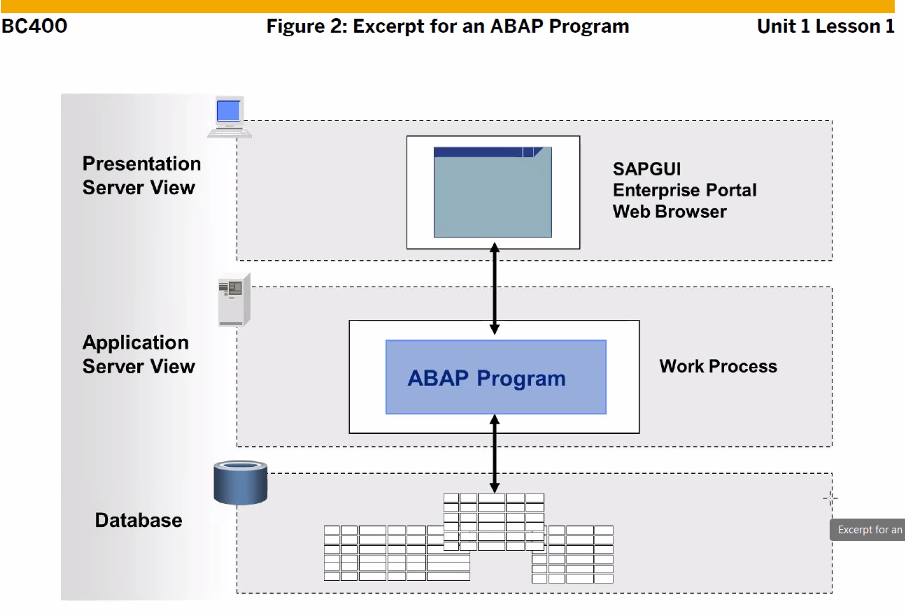 BC400
Figure 2: Excerpt for an ABAP Program
Unit 1 Lesson 1
Presentation
Server View
SAPGUI
Enterprise Portal
Web Browser
Application
Server View
ABAP Program
Work Process
Database
Excerpt for an